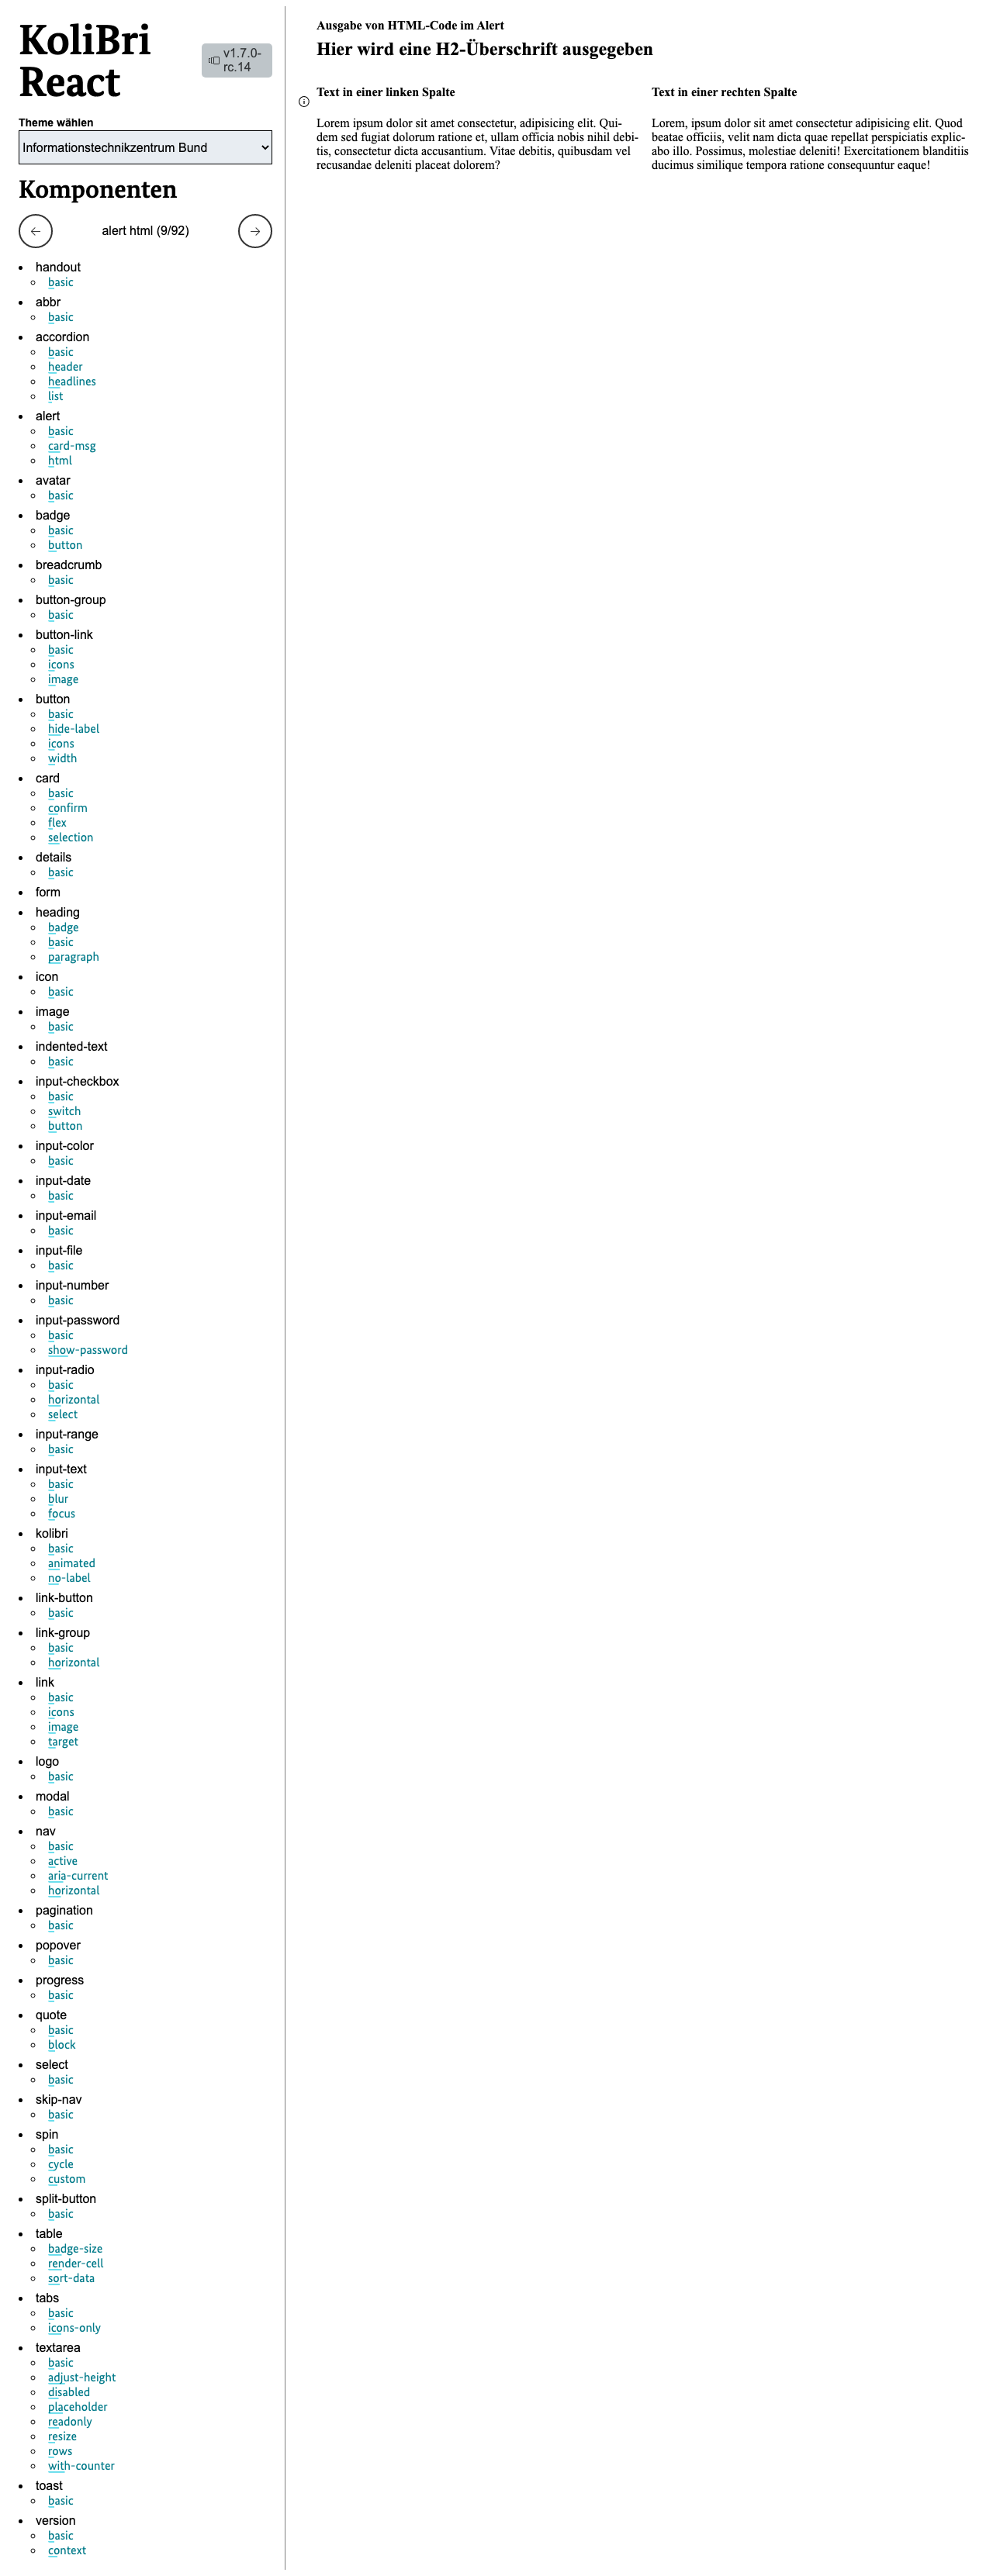 KoliBri
React
v1.7.0-
rc.14
Theme wählen
Informationstechnikzentrum Bund
Komponenten
alert html (9/92)
handout
basic
abbr
basic
accordion
basic
header
headlines
list
alert
basic
card-msg
html
avatar
basic
badge
basic
button
breadcrumb
basic
button-group
basic
button-link
basic
icons
image
button
basic
hide-label
icons
width
card
basic
confirm
flex
selection
details
basic
form
heading
badge
basic
paragraph
icon
basic
image
basic
indented-text
basic
input-checkbox
basic
switch
button
input-color
basic
input-date
basic
input-email
basic
input-file
basic
input-number
basic
input-password
basic
show-password
input-radio
basic
horizontal
select
input-range
basic
input-text
basic
blur
focus
kolibri
basic
animated
no-label
link-button
basic
link-group
basic
horizontal
link
basic
icons
image
target
logo
basic
modal
basic
nav
basic
active
aria-current
horizontal
pagination
basic
popover
basic
progress
basic
quote
basic
block
select
basic
skip-nav
basic
spin
basic
cycle
custom
split-button
basic
table
badge-size
render-cell
sort-data
tabs
basic
icons-only
textarea
basic
adjust-height
disabled
placeholder
readonly
resize
rows
with-counter
toast
basic
version
basic
context
Ausgabe von HTML-Code im Alert
Hier wird eine H2-Überschrift ausgegeben
Text in einer linken Spalte
Lorem ipsum dolor sit amet consectetur, adipisicing elit. Qui-
dem sed fugiat dolorum ratione et, ullam officia nobis nihil debi-
tis, consectetur dicta accusantium. Vitae debitis, quibusdam vel
recusandae deleniti placeat dolorem?
Text in einer rechten Spalte
Lorem, ipsum dolor sit amet consectetur adipisicing elit. Quod
beatae officiis, velit nam dicta quae repellat perspiciatis explic-
abo illo. Possimus, molestiae deleniti! Exercitationem blanditiis
ducimus similique tempora ratione consequuntur eaque!